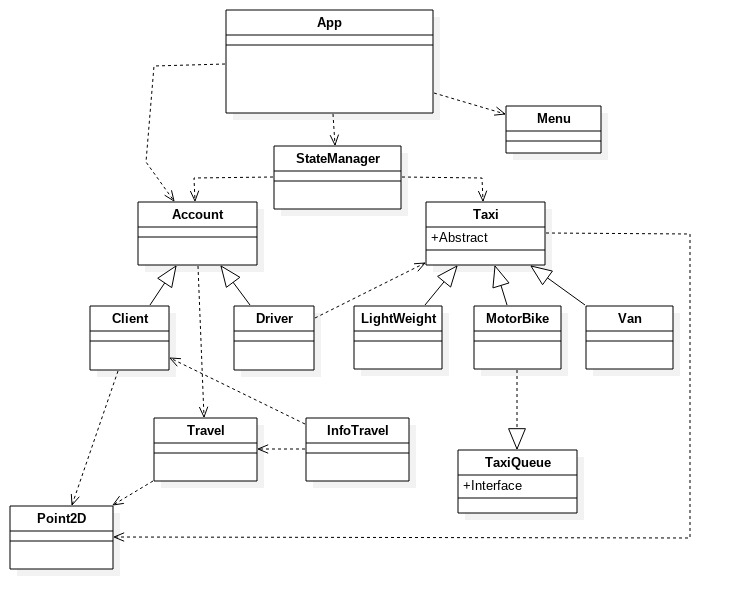 App
Menu
StateManager
Account
Taxi
+Abstract
Client
Driver
LightWeight
MotorBike
Van
Travel
InfoTravel
TaxiQueue
+Interface
Point2D